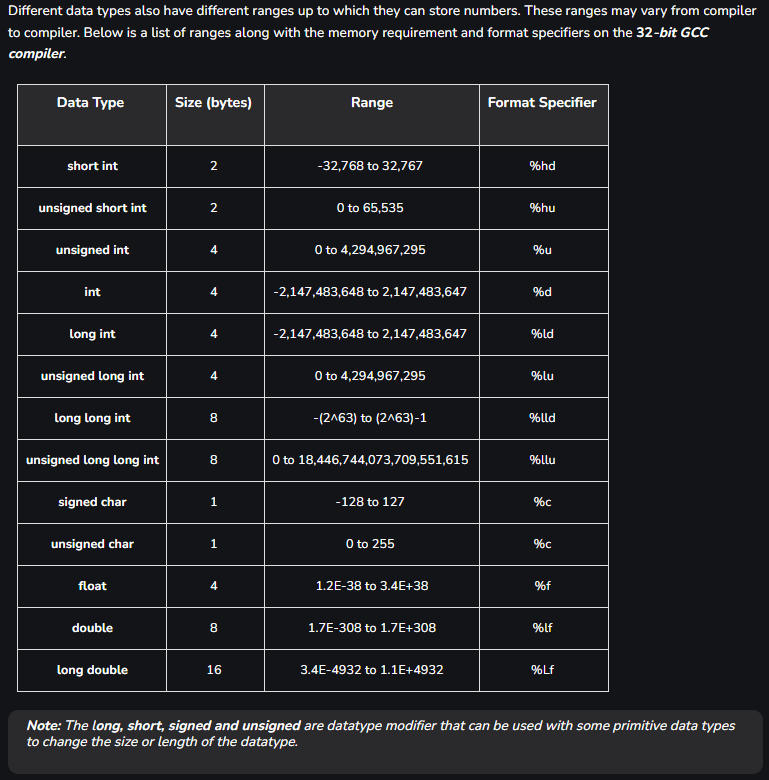 Different data types also have different ranges up to which they can store numbers. These ranges may vary from compiler
to compiler. Below is a list of ranges along with the memory requirement and format specifiers on the 32-bit GCC
compiler.
Data Type Size (bytes) Range Format Specifier
short int 2 -32,768 to 32,767 %hd
unsigned short int 2 0 to 65,535 %hu
unsigned int 4 0 to 4,294,967,295 %u
int 4 -2,147,483,648 to 2,147,483,647 %d
long int 4 -2,147,483,648 to 2,147,483,647 %ld
unsigned long int 4 0 to 4,294,967,295 %lu
long long int 8 -(2^63) to (2^63)-1 %lld
unsigned long long int 8 0 to 18,446,744,073,709,551,615 %llu
signed char 1 -128 to 127 %c
unsigned char 1 0 to 255 %c
float 4 1.2E-38 to 3.4E+38 %f
double 8 1.7E-308 to 1.7E+308 %lf
long double 16 3.4E-4932 to 1.1E+4932 %Lf
Note: The long, short, signed and unsigned are datatype modifier that can be used with some primitive data types
to change the size or length of the datatype.